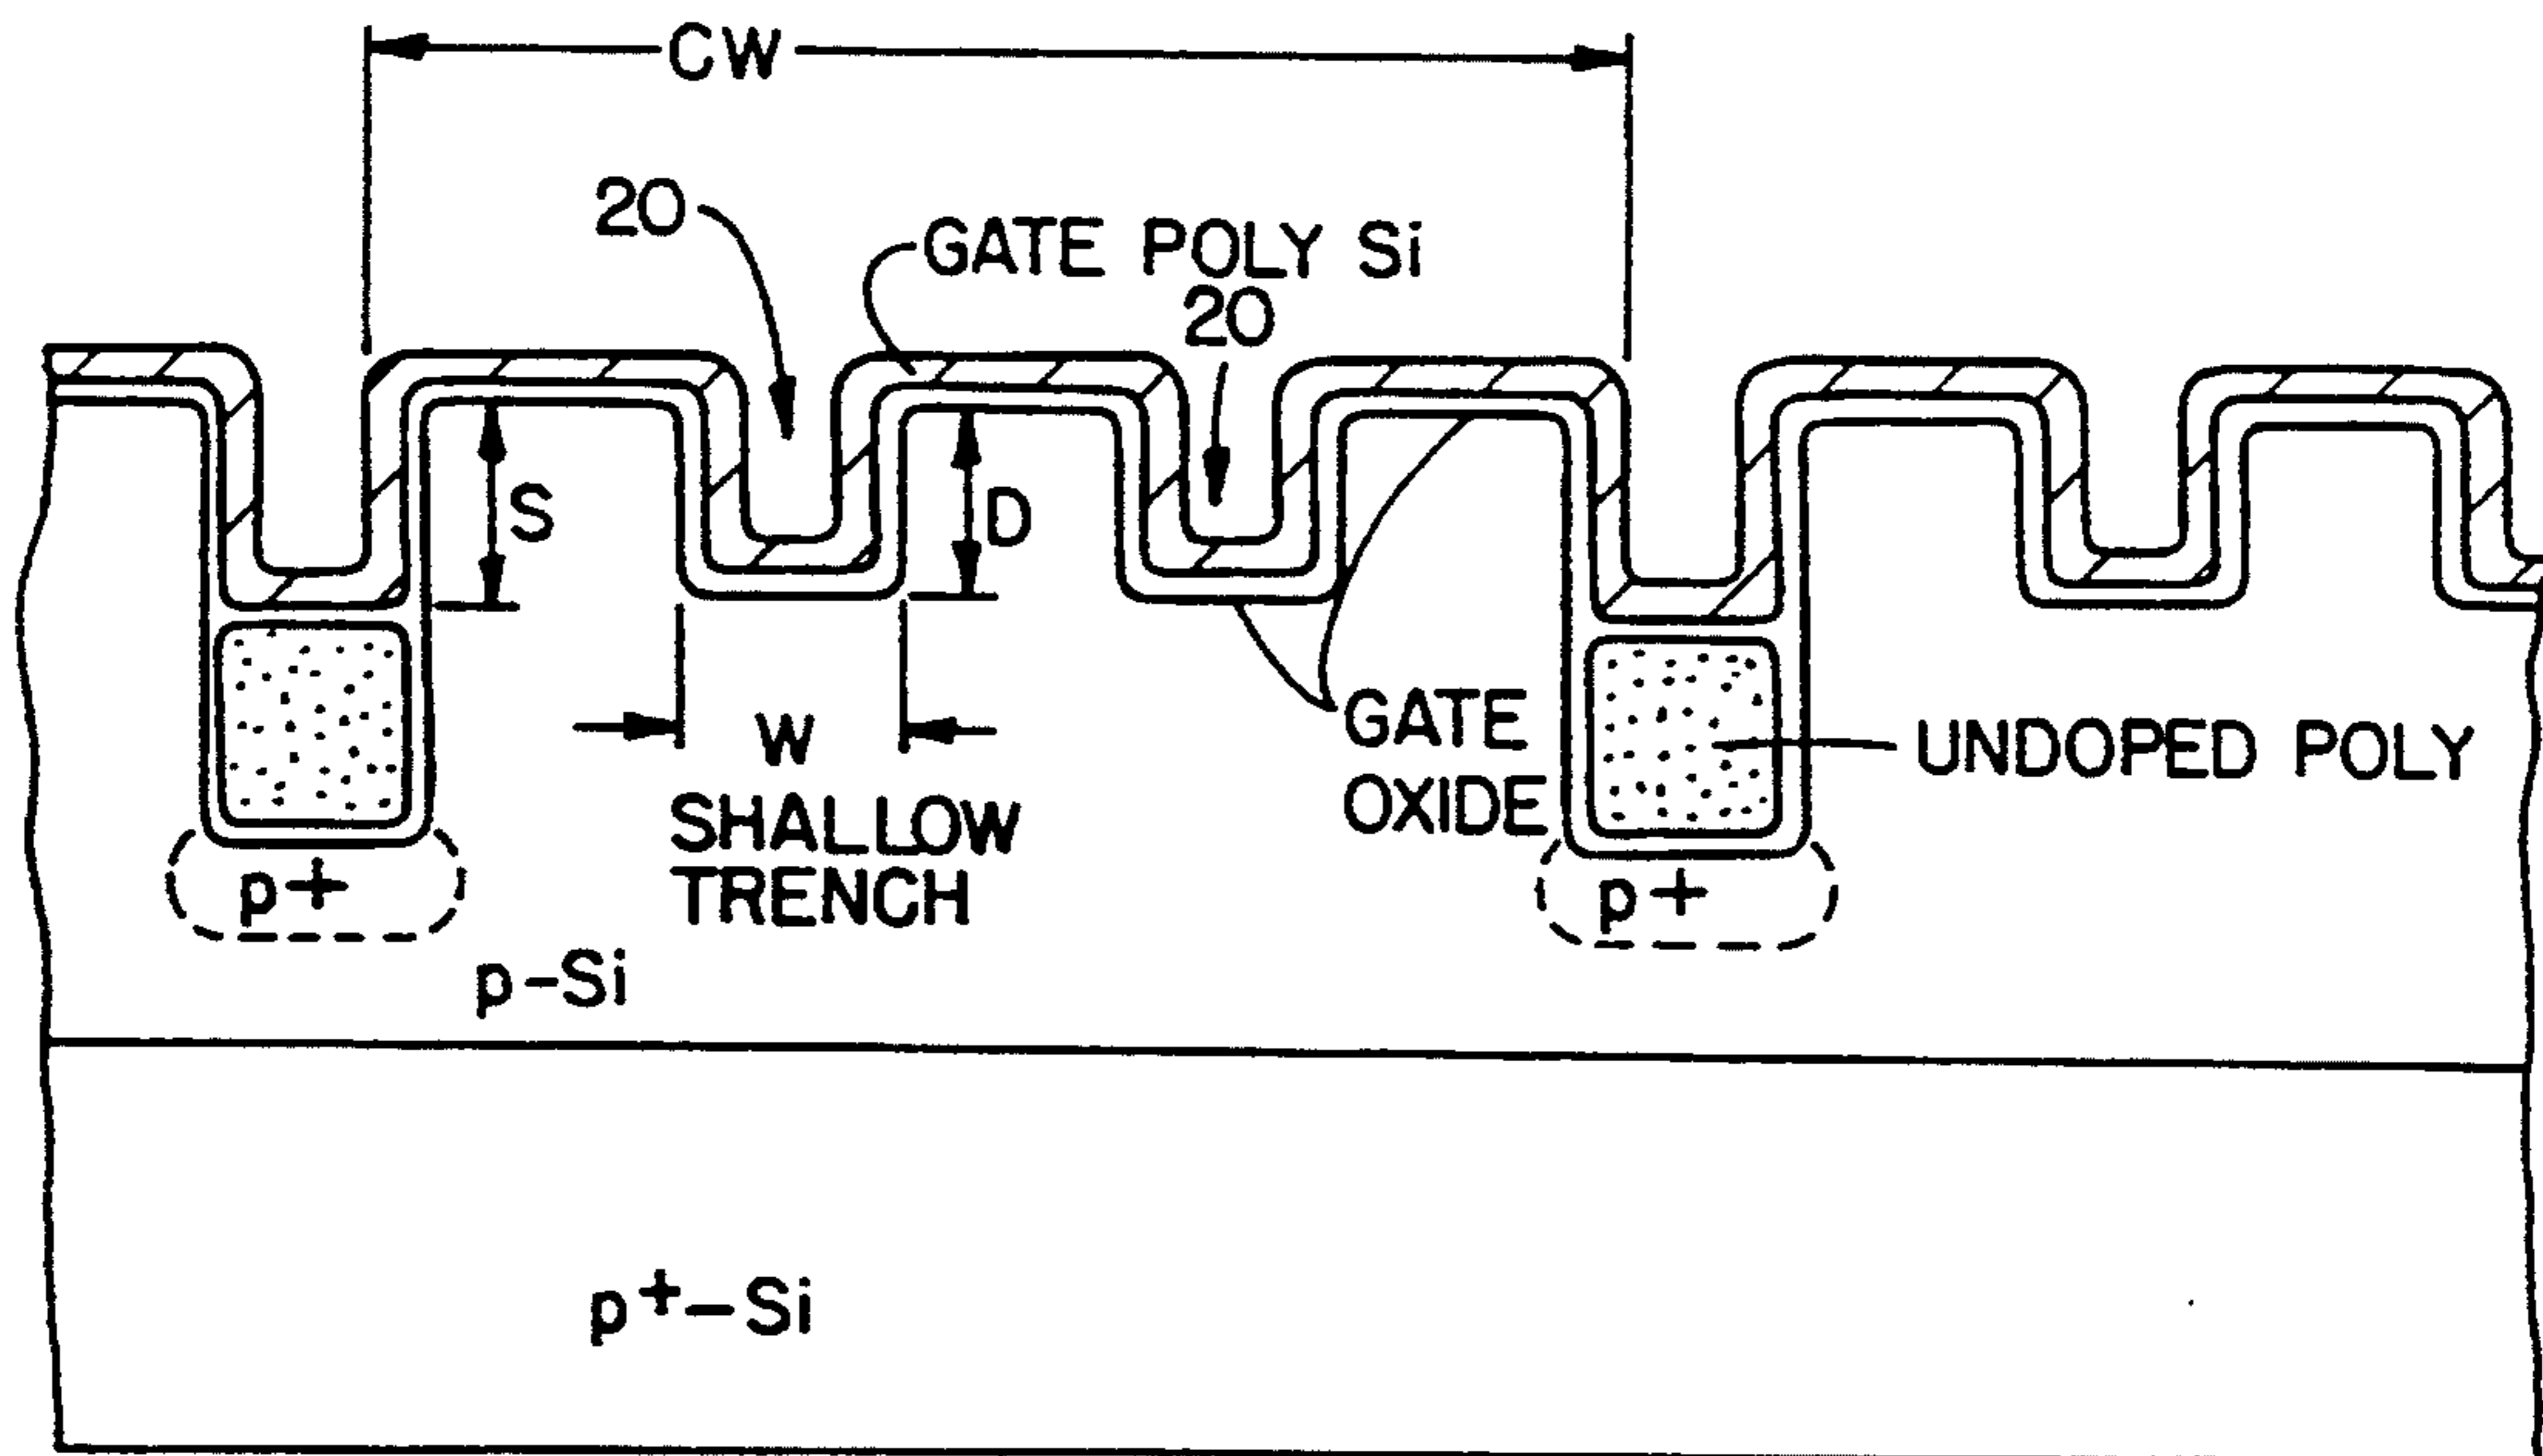 CW
20
GATE POLY Si
20
S
D
W
SHALLOW
TRENCH
GATE
OXIDE
UNDOPED POLY
p+
p+
p-Si
p+-Si